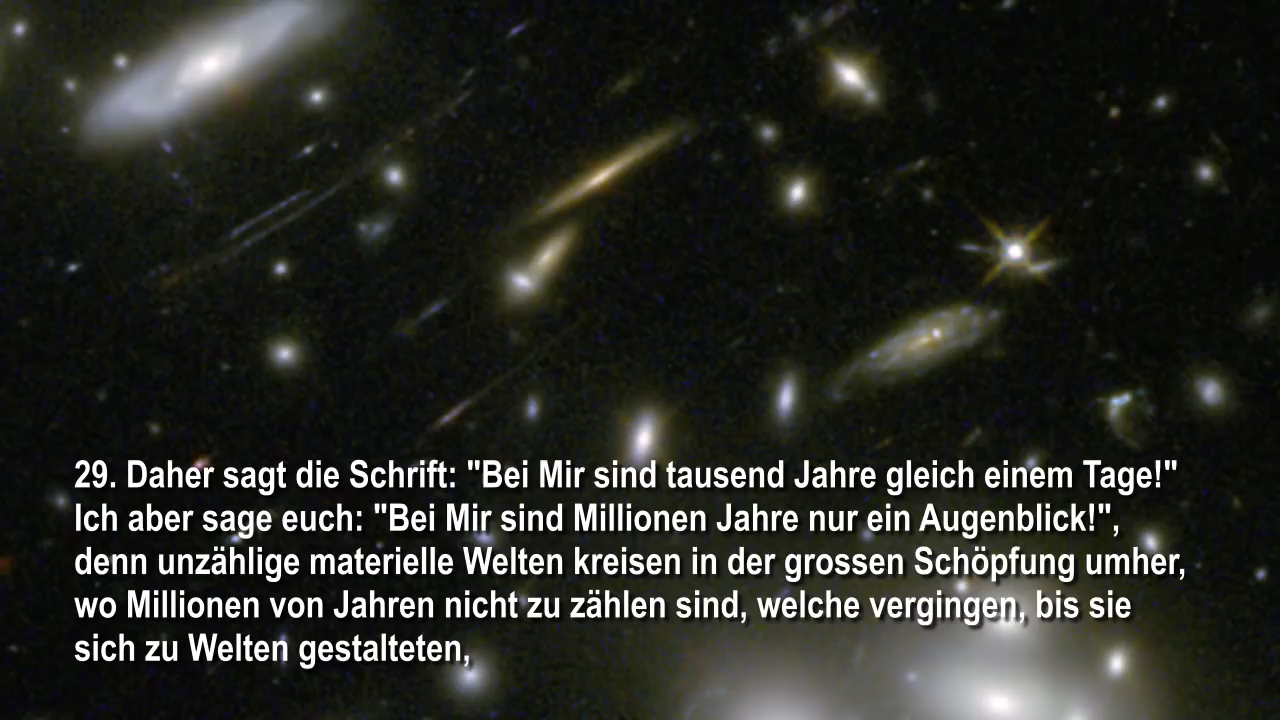 29. Daher sagt die Schrift: "Bei Mir sind tausend Jahre gleich einem Tage!"
Ich aber sage euch: "Bei Mir sind Millionen Jahre nur ein Augenblick!",
denn unzählige materielle Welten kreisen in der grossen Schöpfung umher,
wo Millionen von Jahren nicht zu zählen sind, welche vergingen, bis sie
sich zu Welten gestalteten,